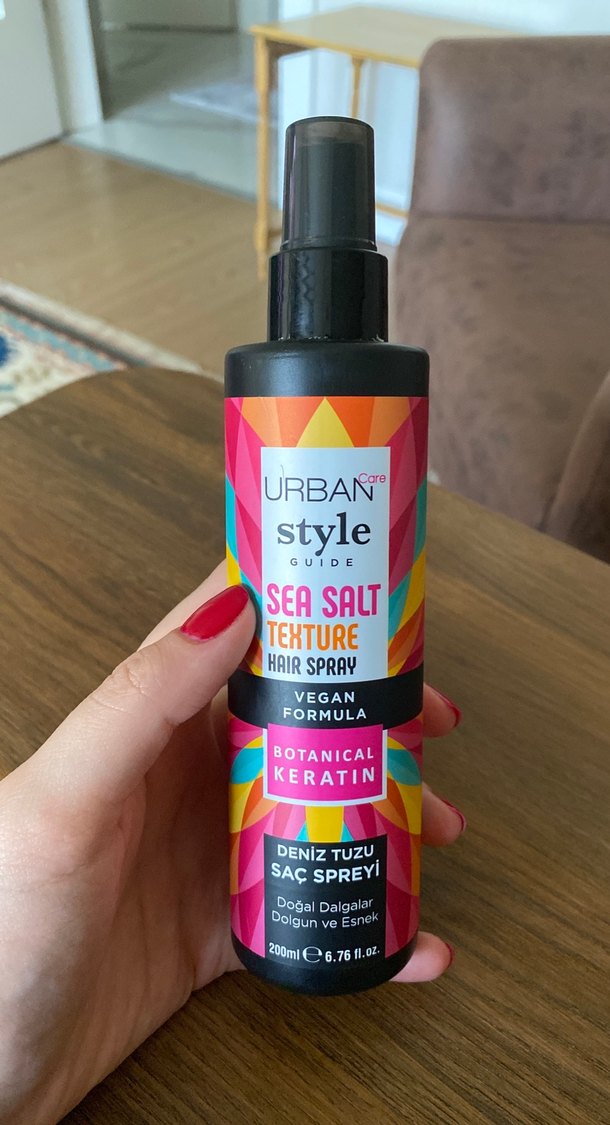 URBAN Care
style
GUIDE
SEA SALT
TEXTURE
HAIR SPRAY
VEGAN
FORMULA
BOTANICAL
KERATIN
DENİZ TUZU
SAÇ SPREYİ
Doğal Dalgalar
Dolgun ve Esnek
200ml ℮ 6.76 fl.oz.